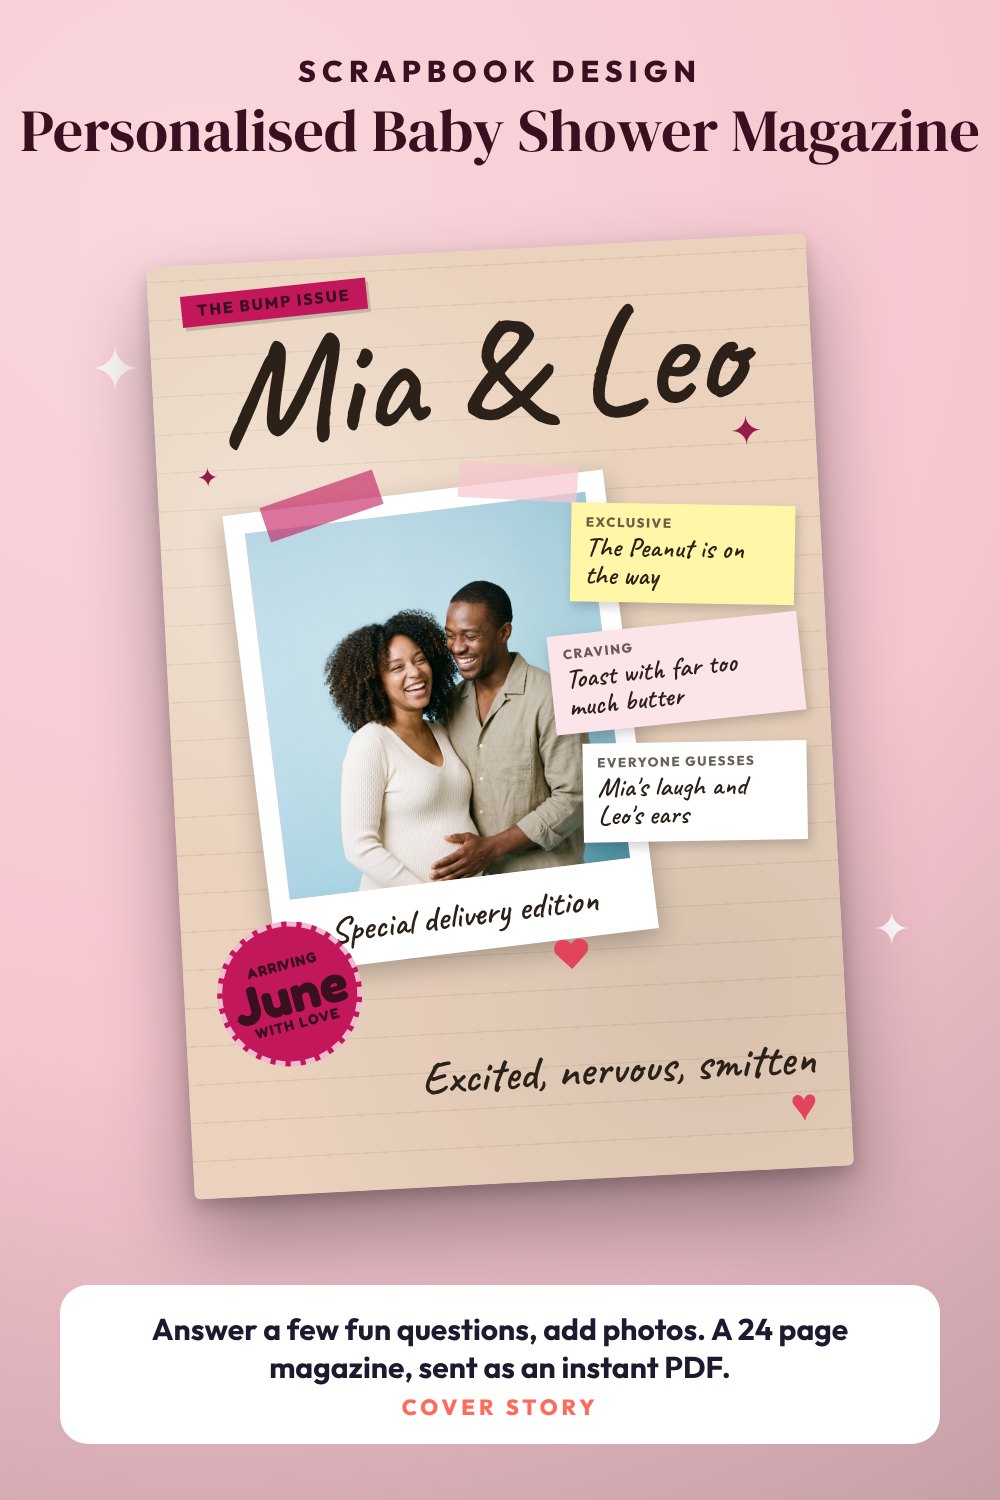 SCRAPBOOK DESIGN
Personalised Baby Shower Magazine
THE BUMP ISSUE
Mia & Leo
EXCLUSIVE
The Peanut is on
the way
CRAVING
Toast with far too
much butter
EVERYONE GUESSES
Mia's laugh and
Leo's ears
Special delivery edition
ARRIVING
June
WITH LOVE
Excited, nervous, smitten
Answer a few fun questions, add photos. A 24 page
magazine, sent as an instant PDF.
COVER STORY